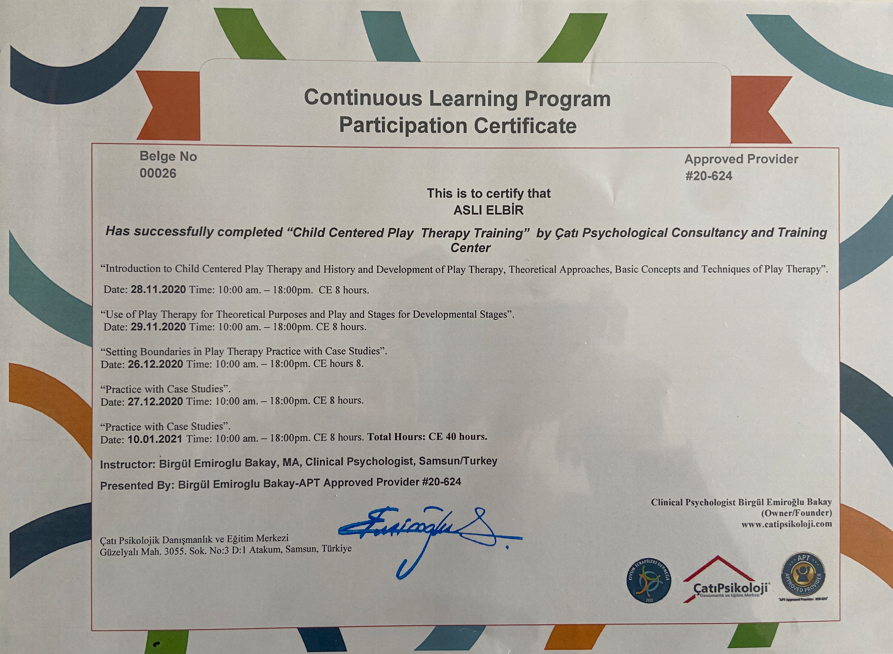 Continuous Learning Program
Participation Certificate
Belge No
00026
Approved Provider
#20-624
This is to certify that
ASLI ELBİR
Has successfully completed “Child Centered Play Therapy Training” by Çatı Psychological Consultancy and Training
Center
“Introduction to Child Centered Play Therapy and History and Development of Play Therapy, Theoretical Approaches, Basic Concepts and Techniques of Play Therapy”.
Date: 28.11.2020 Time: 10:00 am. – 18:00pm. CE 8 hours.
“Use of Play Therapy for Theoretical Purposes and Play and Stages for Developmental Stages”.
Date: 29.11.2020 Time: 10:00 am. – 18:00pm. CE 8 hours.
“Setting Boundaries in Play Therapy Practice with Case Studies”.
Date: 26.12.2020 Time: 10:00 am. – 18:00pm. CE hours 8.
“Practice with Case Studies”.
Date: 27.12.2020 Time: 10:00 am. – 18:00pm. CE 8 hours.
“Practice with Case Studies”.
Date: 10.01.2021 Time: 10:00 am. – 18:00pm. CE 8 hours. Total Hours: CE 40 hours.
Instructor: Birgül Emiroglu Bakay, MA, Clinical Psychologist, Samsun/Turkey
Presented By: Birgül Emiroglu Bakay-APT Approved Provider #20-624
Clinical Psychologist Birgül Emiroğlu Bakay
(Owner/Founder)
www.catipsikoloji.com
Çatı Psikolojik Danışmanlık ve Eğitim Merkezi
Güzelyalı Mah. 3055. Sok. No:3 D:1 Atakum, Samsun, Türkiye
ÇatıPsikoloji
Danışmanlık ve Eğitim Merkezi
APT
APPROVED PROVIDER